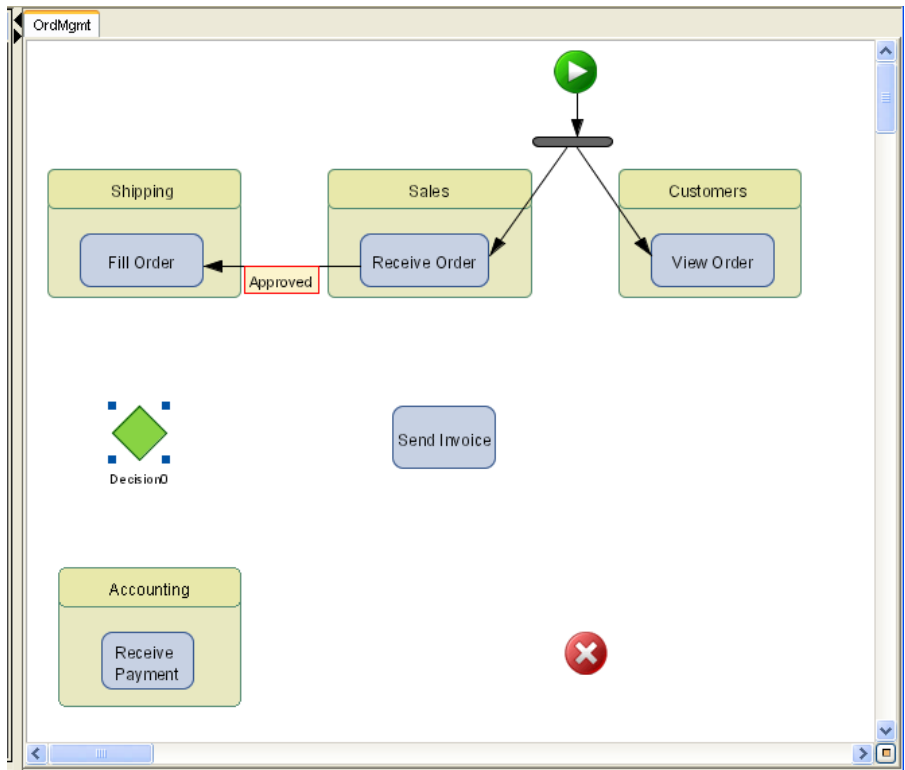 OrdMgmt
Shipping
Sales
Customers
Fill Order
Receive Order
View Order
Approved
Send Invoice
Decision0
Accounting
Receive
Payment